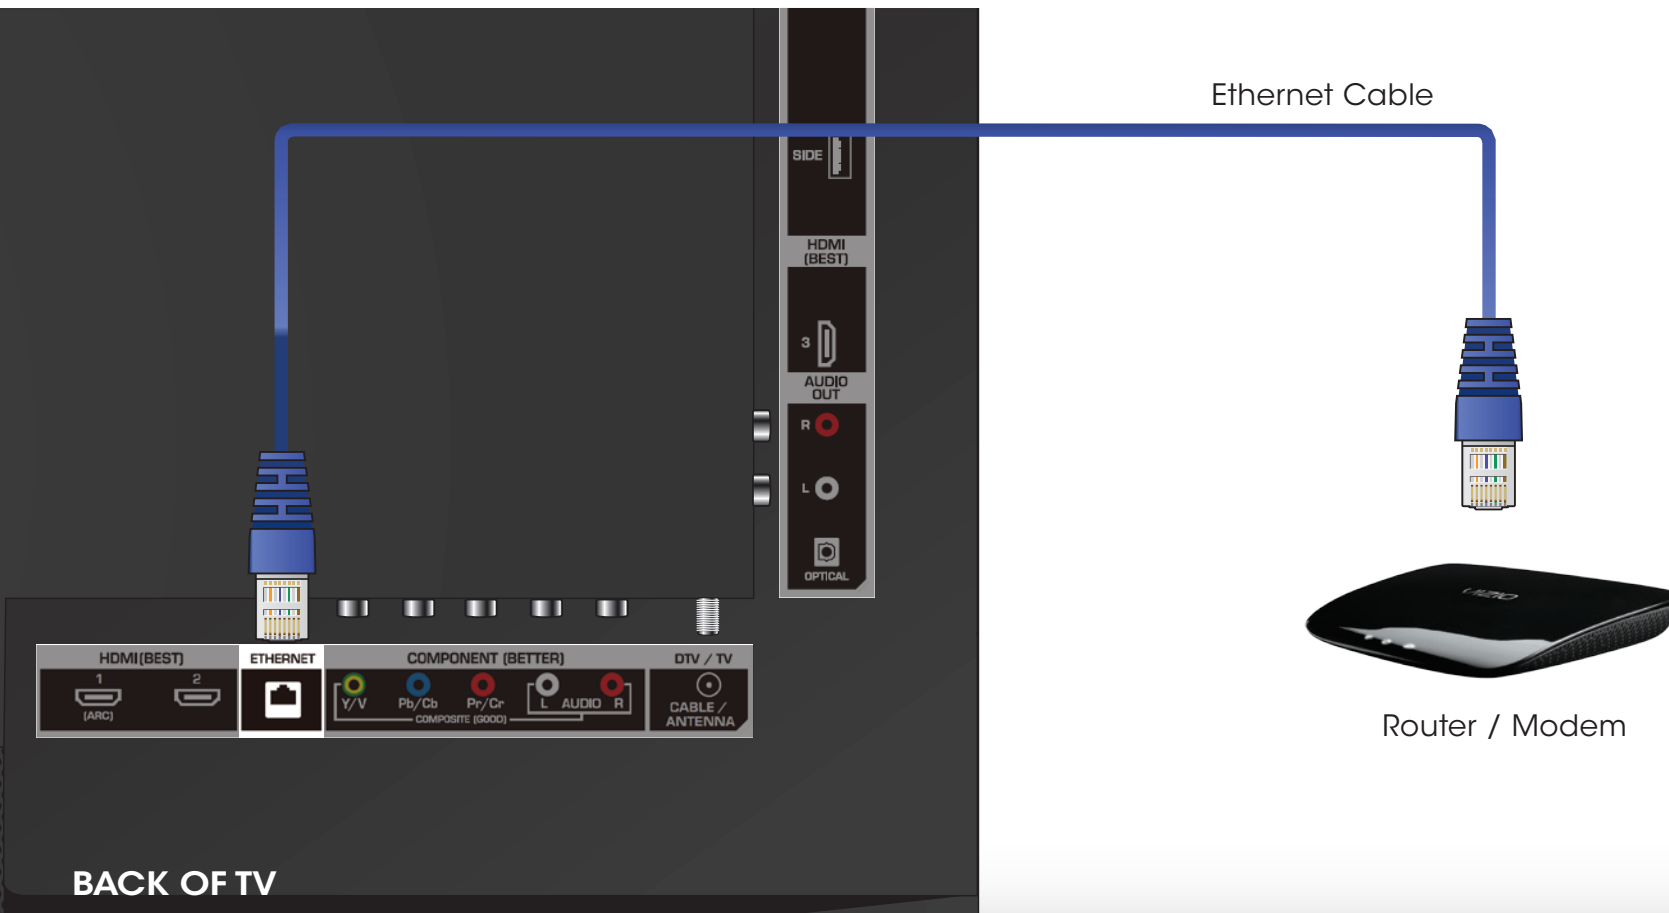 Ethernet Cable
SIDE
HDMI
(BEST)
3
AUDIO
OUT
R
L
OPTICAL
VIZIO
HDMI(BEST)
1
2
(ARC)
ETHERNET
COMPONENT (BETTER)
Y/V
Pb/Cb
Pr/Cr
L
AUDIO
R
COMPOSITE (GOOD)
DTV / TV
CABLE /
ANTENNA
Router / Modem
BACK OF TV